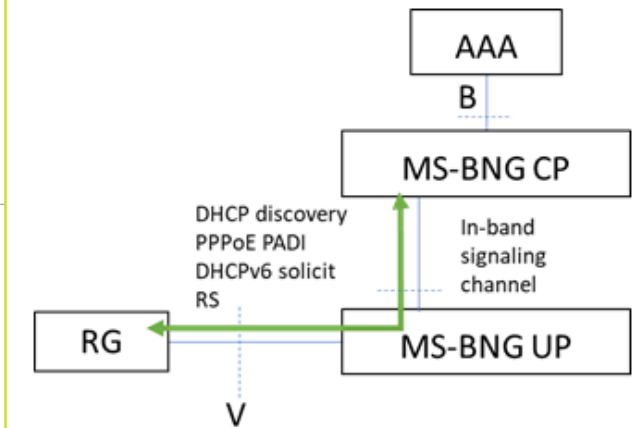 AAA
B
MS-BNG CP
DHCP discovery
PPPoE PADI
DHCPv6 solicit
RS
In-band
signaling
channel
RG
MS-BNG UP
V